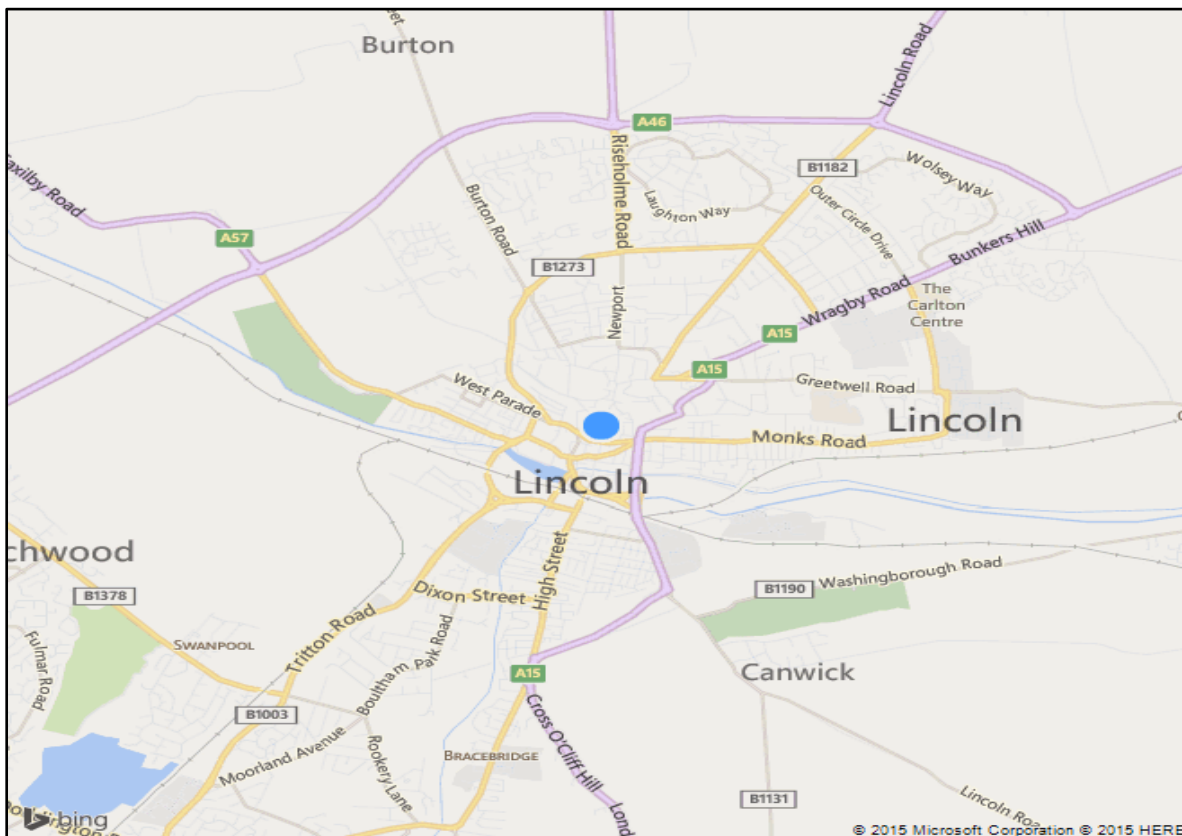 Burton
Lincoln Road
A46
Riseholme Road
B1182
Wolsey Way
Saxilby Road
Burton Road
Laughton Way
Outer Circle Drive
A57
Bunkers Hill
B1273
Newport
Wragby Road
The
Carlton
Centre
A15
A15
West Parade
Greetwell Road
Lincoln
Monks Road
Lincoln
High Street
chwood
B1378
Dixon Street
B1190
Washingborough Road
Tritton Road
Fulmar Road
SWANPOOL
Boultham
Park Road
A15
Canwick
B1003
Cross O'Cliff Hill
Moorland Avenue
Rookery Lane
BRACEBRIDGE
B1131
Lincoln Road
Lond
bing
© 2015 Microsoft Corporation © 2015 HERE